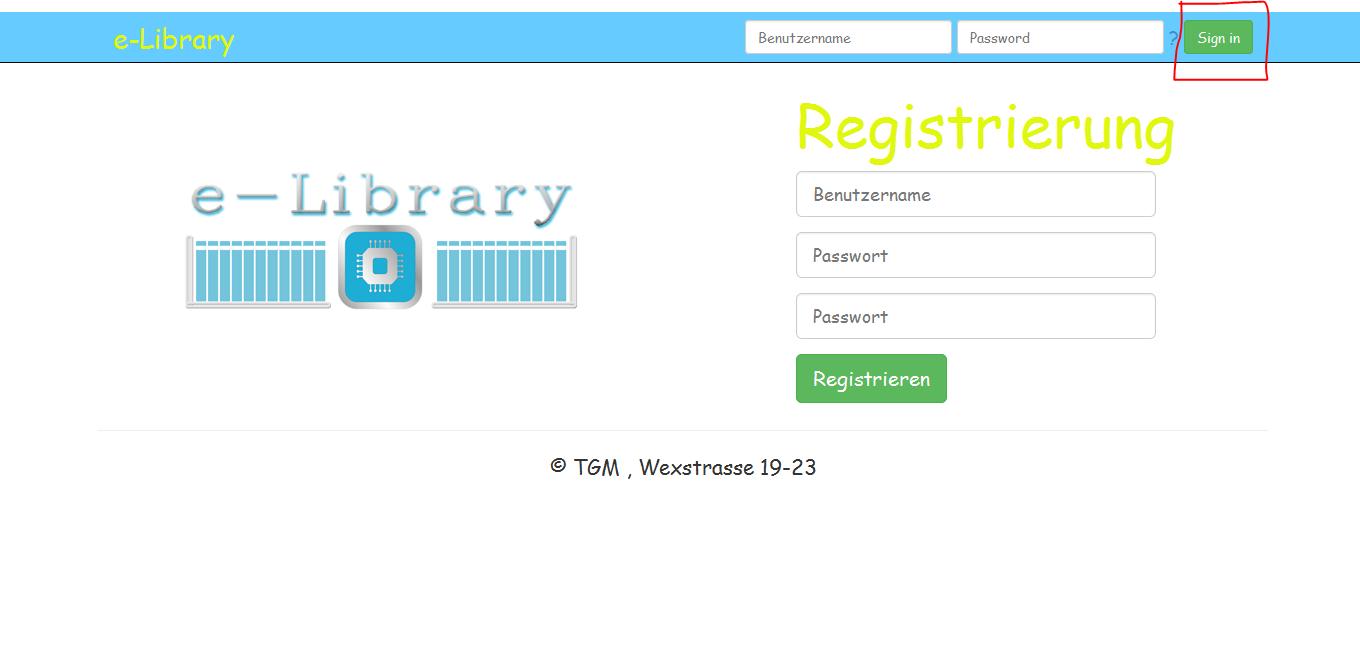 e-Library Benutzername Password ? Sign in
Registrierung
e-Library
Benutzername
Passwort
Passwort
Registrieren
© TGM , Wexstrasse 19-23